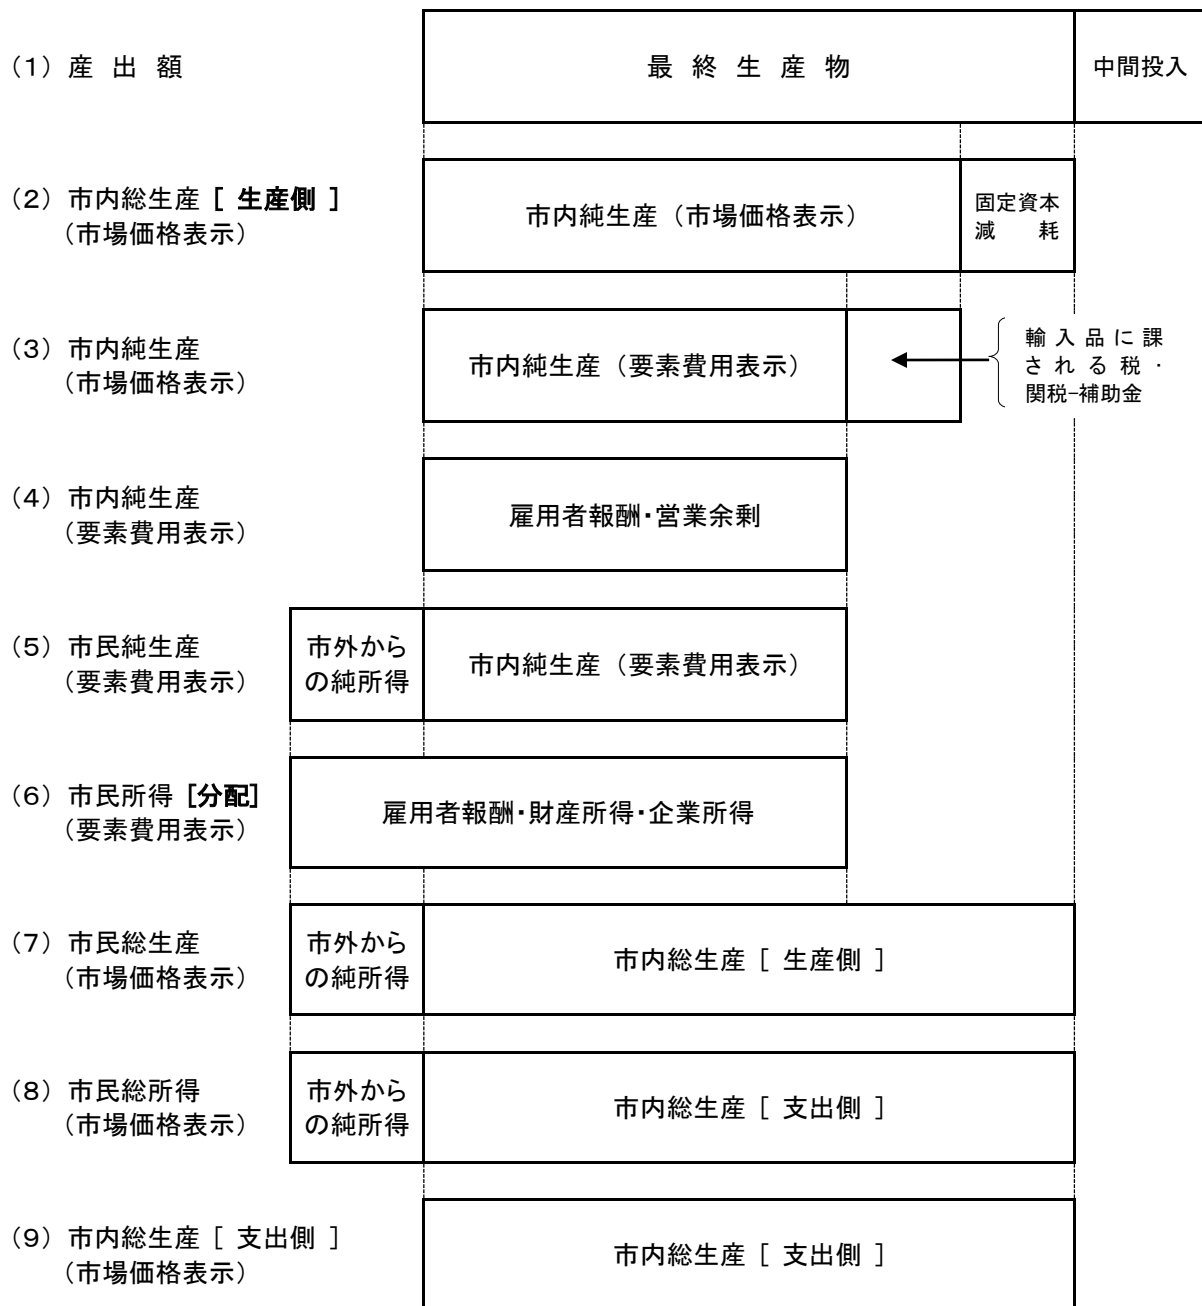 （１）産　出　額
最　終　生　産　物
中間投入
（２）市内総生産［ 生産側 ］
（市場価格表示）
市内純生産（市場価格表示）
固定資本
減　　耗
（３）市内純生産
（市場価格表示）
市内純生産（要素費用表示）
輸入品に課
される税・
関税−補助金
（４）市内純生産
（要素費用表示）
雇用者報酬・営業余剰
（５）市民純生産
（要素費用表示）
市外から
の純所得
市内純生産（要素費用表示）
（６）市民所得［分配］
（要素費用表示）
雇用者報酬・財産所得・企業所得
（７）市民総生産
（市場価格表示）
市外から
の純所得
市内総生産［ 生産側 ］
（８）市民総所得
（市場価格表示）
市外から
の純所得
市内総生産［ 支出側 ］
（９）市内総生産［ 支出側 ］
（市場価格表示）
市内総生産［ 支出側 ］